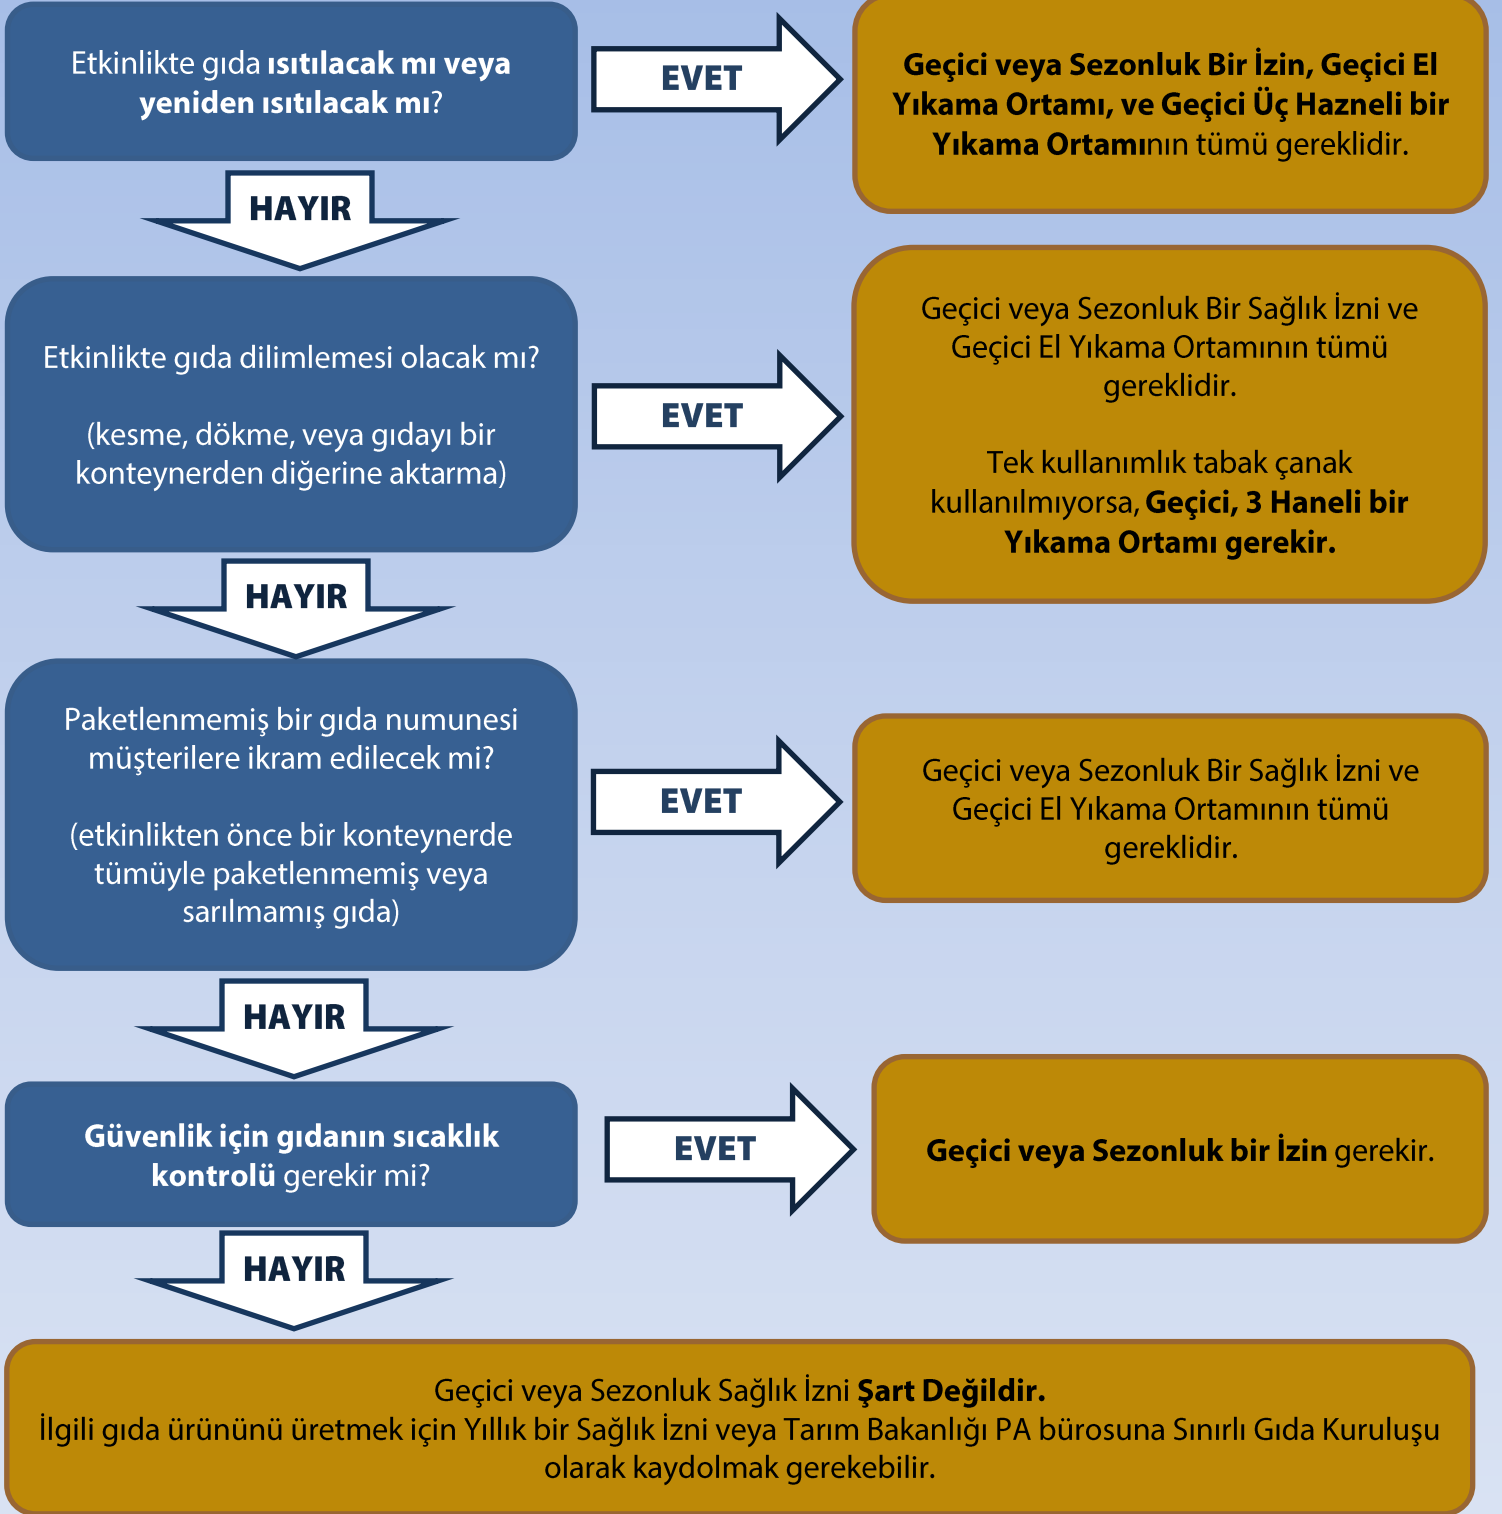 Etkinlikte gıda ısıtılacak mı veya
yeniden ısıtılacak mı?
EVET
Geçici veya Sezonluk Bir İzin, Geçici El
Yıkama Ortamı, ve Geçici Üç Hazneli bir
Yıkama Ortamının tümü gereklidir.
HAYIR
Etkinlikte gıda dilimlemesi olacak mı?
(kesme, dökme, veya gıdayı bir
konteynerden diğerine aktarma)
EVET
Geçici veya Sezonluk Bir Sağlık İzni ve
Geçici El Yıkama Ortamının tümü
gereklidir.
Tek kullanımlık tabak çanak
kullanılmıyorsa, Geçici, 3 Haneli bir
Yıkama Ortamı gerekir.
HAYIR
Paketlenmemiş bir gıda numunesi
müşterilere ikram edilecek mi?
(etkinlikten önce bir konteynerde
tümüyle paketlenmemiş veya
sarılmamış gıda)
EVET
Geçici veya Sezonluk Bir Sağlık İzni ve
Geçici El Yıkama Ortamının tümü
gereklidir.
HAYIR
Güvenlik için gıdanın sıcaklık
kontrolü gerekir mi?
EVET
Geçici veya Sezonluk bir İzin gerekir.
HAYIR
Geçici veya Sezonluk Sağlık İzni Şart Değildir.
İlgili gıda ürününü üretmek için Yıllık bir Sağlık İzni veya Tarım Bakanlığı PA bürosuna Sınırlı Gıda Kuruluşu
olarak kaydolmak gerekebilir.